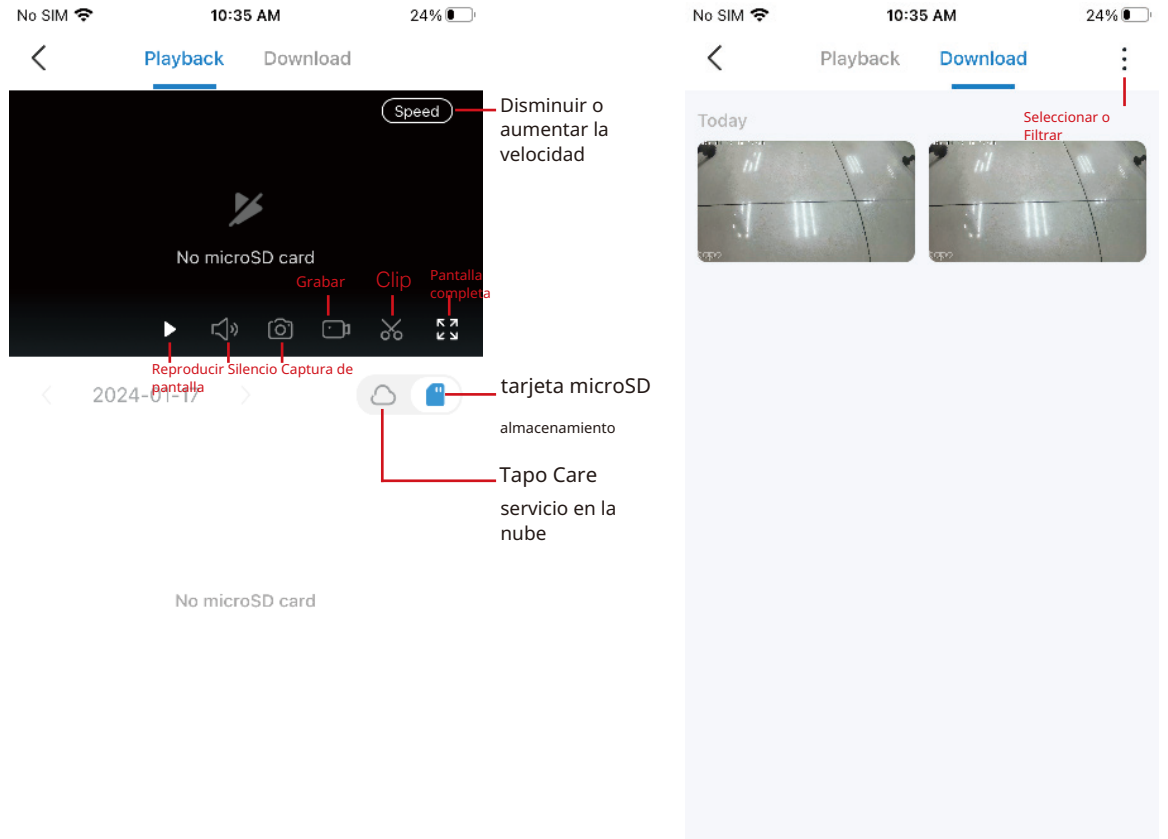 No SIM 10:35 AM 24%
Playback Download
Speed
Disminuir o
aumentar la
velocidad
No microSD card
Grabar
Clip
Pantalla
completa
Reproducir Silencio Captura de
pantalla
2024-01-17
tarjeta microSD
almacenamiento
Tapo Care
servicio en la
nube
No microSD card
No SIM 10:35 AM 24%
Playback Download
Seleccionar o
Filtrar
Today